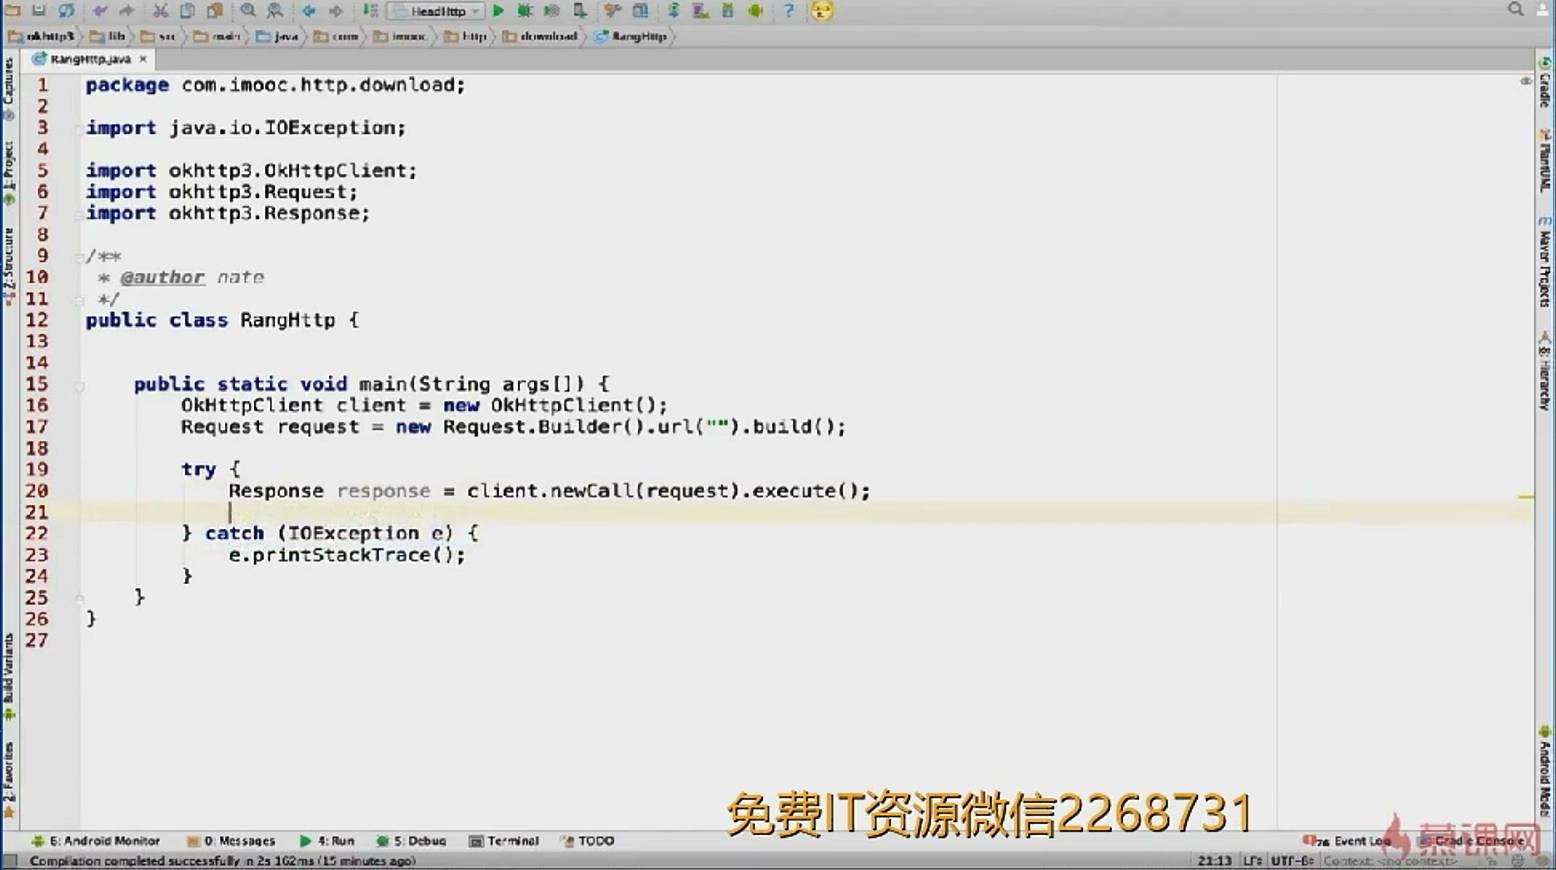 HeadHttp
okhttp3 lib src main java com imooc http download RangHttp
RangHttp.java ×
1 package com.imooc.http.download;
2
3 import java.io.IOException;
4
5 import okhttp3.OkHttpClient;
6 import okhttp3.Request;
7 import okhttp3.Response;
8
9 /**
10 * @author nate
11 */
12 public class RangHttp {
13
14
15 public static void main(String args[]) {
16 OkHttpClient client = new OkHttpClient();
17 Request request = new Request.Builder().url("").build();
18
19 try {
20 Response response = client.newCall(request).execute();
21
22 } catch (IOException e) {
23 e.printStackTrace();
24 }
25 }
26 }
27
Captures
1: Project
Z: Structure
Build Variants
2: Favorites
Gradle
PlantUML
Maven Projects
8: Hierarchy
Android Model
免费IT资源微信2268731
慕课网
6: Android Monitor 0: Messages 4: Run 5: Debug Terminal TODO Event Log Gradle Console
Compilation completed successfully in 2s 162ms (15 minutes ago) 21:13 LF÷ UTF-8÷ Context: <no context>